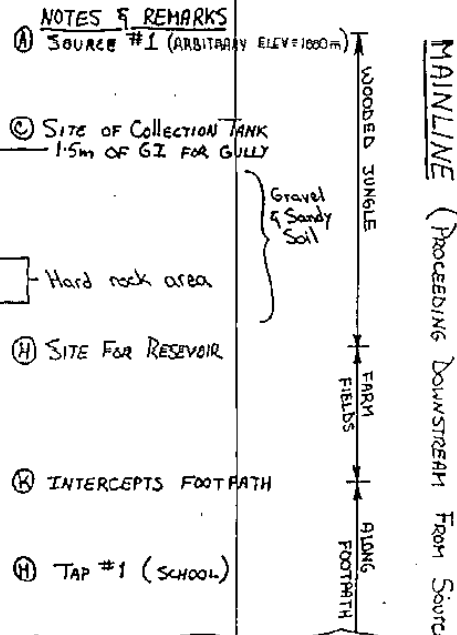 NOTES & REMARKS
Ⓐ SOURCE #1 (ARBITRARY ELEV=1000m)
Ⓒ SITE OF COLLECTION TANK
1.5m OF GI FOR GULLY
Gravel
& Sandy
Soil
Hard rock area
Ⓗ SITE FOR RESEVOIR
Ⓚ INTERCEPTS FOOTPATH
Ⓜ TAP #1 (SCHOOL)
WOODED JUNGLE
FARM
FIELDS
ALONG
FOOTPATH
MAINLINE (PROCEEDING DOWNSTREAM FROM